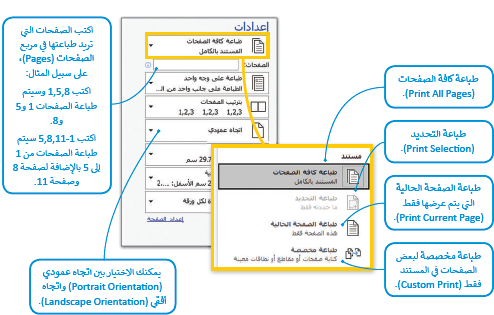 إعدادات
طباعة كافة الصفحات
المستند بالكامل
الصفحات:
طباعة على وجه واحد
الطباعة على جانب واحد من ال...
بترتيب الصفحات
1,2,3 1,2,3 1,2,3
اتجاه عمودي
إعداد الصفحة
مستند
طباعة كافة الصفحات
المستند بالكامل
طباعة التحديد
ما حددته فقط
طباعة الصفحة الحالية
هذه الصفحة فقط
طباعة مخصصة
كتابة صفحات أو مقاطع أو نطاقات معينة
اكتب الصفحات التي
تريد طباعتها في مربع
الصفحات (Pages)،
على سبيل المثال:
اكتب 1,5,8 وسيتم
طباعة الصفحات 1 و5
و8.
اكتب 1-8,11,5 سيتم
طباعة الصفحات من 1
إلى 5 بالإضافة لصفحة 8
وصفحة 11.
طباعة كافة الصفحات
(Print All Pages).
طباعة التحديد
(Print Selection).
طباعة الصفحة الحالية
التي يتم عرضها فقط
(Print Current Page).
طباعة مخصصة لبعض
الصفحات في المستند
فقط (Custom Print).
يمكنك الاختيار بين اتجاه عمودي
(Portrait Orientation) واتجاه
أفقي (Landscape Orientation).